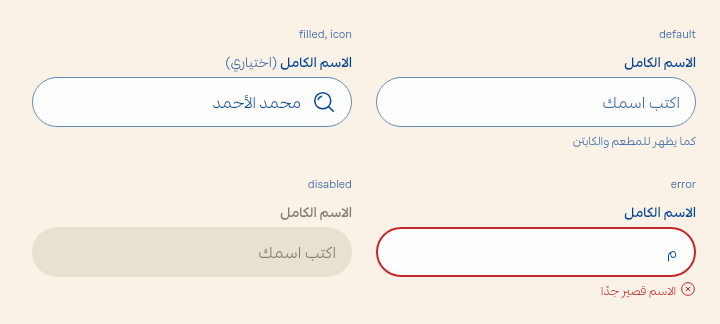 default
الاسم الكامل
اكتب اسمك
كما يظهر للمطعم والكابتن
filled, icon
الاسم الكامل (اختياري)
محمد الأحمد
error
الاسم الكامل
م
الاسم قصير جدًا
disabled
الاسم الكامل
اكتب اسمك